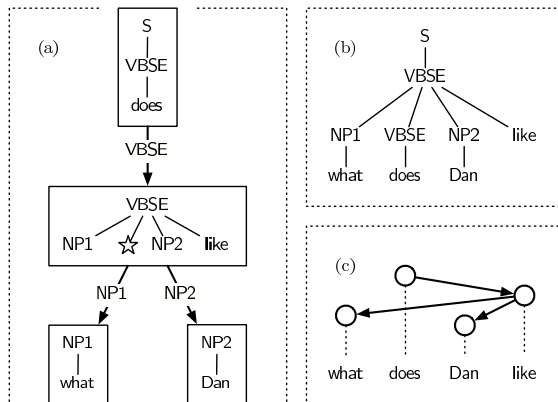 (a)
S
VBSE
does
VBSE
VBSE
NP1 NP2 like
NP1 NP2
NP1
what
NP2
Dan
(b)
S
VBSE
NP1 VBSE NP2 like
what does Dan
(c)
what does Dan like